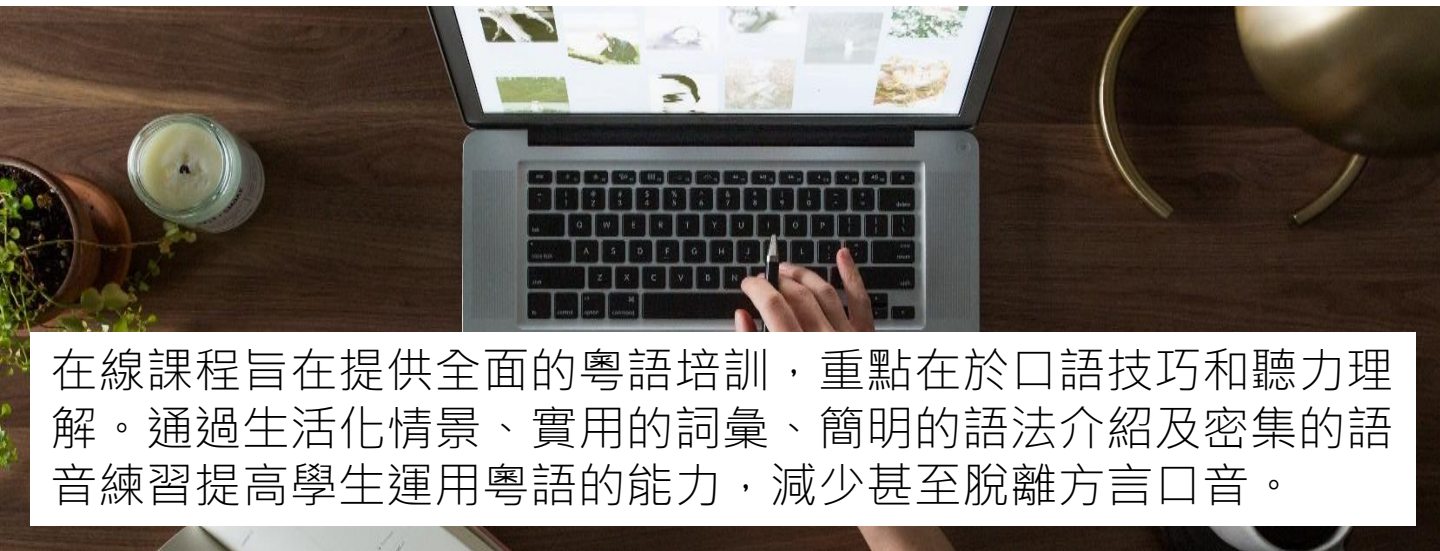 在線課程旨在提供全面的粵語培訓，重點在於口語技巧和聽力理
解。通過生活化情景、實用的詞彙、簡明的語法介紹及密集的語
音練習提高學生運用粵語的能力，減少甚至脫離方言口音。